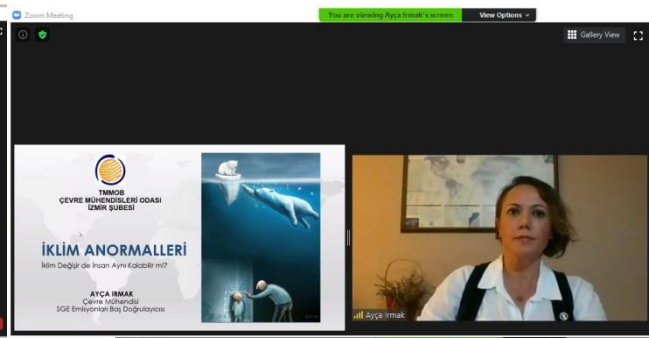 Zoom Meeting
You are viewing Ayça Irmak's screen
View Options
Gallery View
TMMOB
ÇEVRE MÜHENDİSLERİ ODASI
İZMİR ŞUBESİ
İKLİM ANORMALLERİ
İklim Değişir de İnsan Aynı Kalabilir mi?
AYÇA IRMAK
Çevre Mühendisi
SGE Emisyonları Baş Doğrulayıcısı
Ayça Irmak